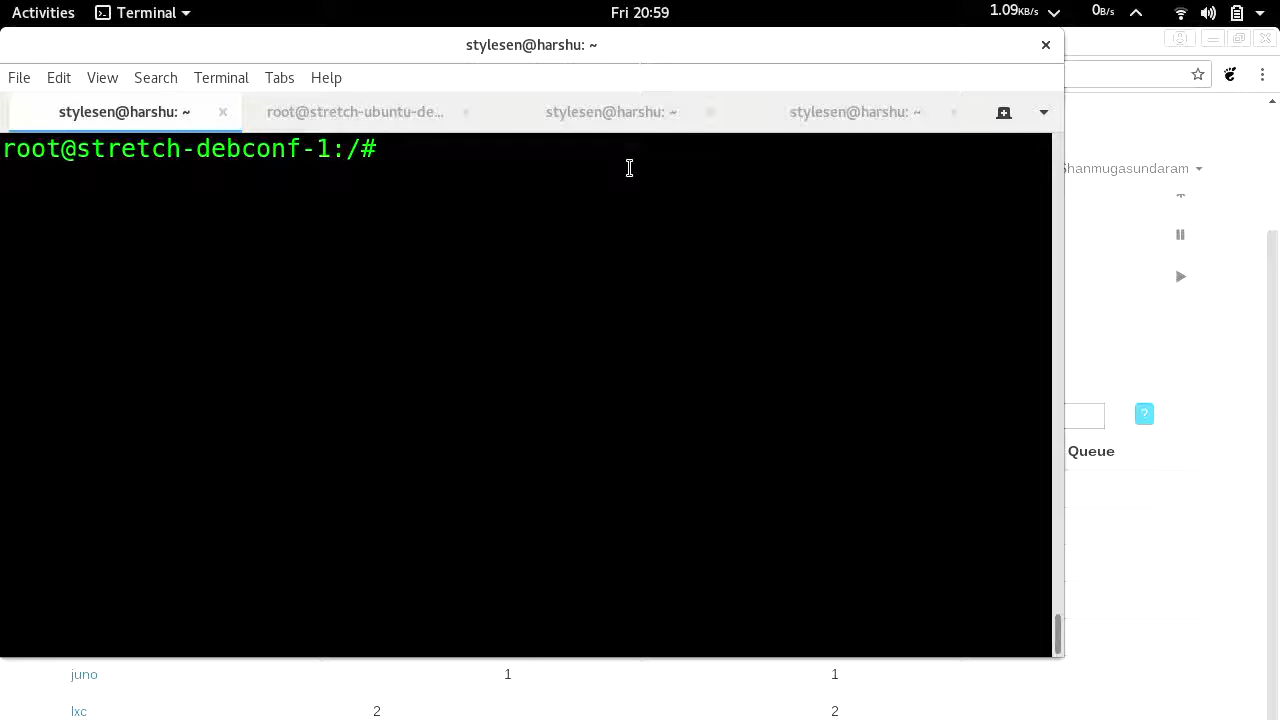 Activities Terminal Fri 20:59 1.09KB/s 0B/s
stylesen@harshu: ~
File Edit View Search Terminal Tabs Help
stylesen@harshu: ~ root@stretch-ubuntu-de... stylesen@harshu: ~ stylesen@harshu: ~
root@stretch-debconf-1:/#
Shanmugasundaram
?
Queue
juno 1 1
lxc 2 2